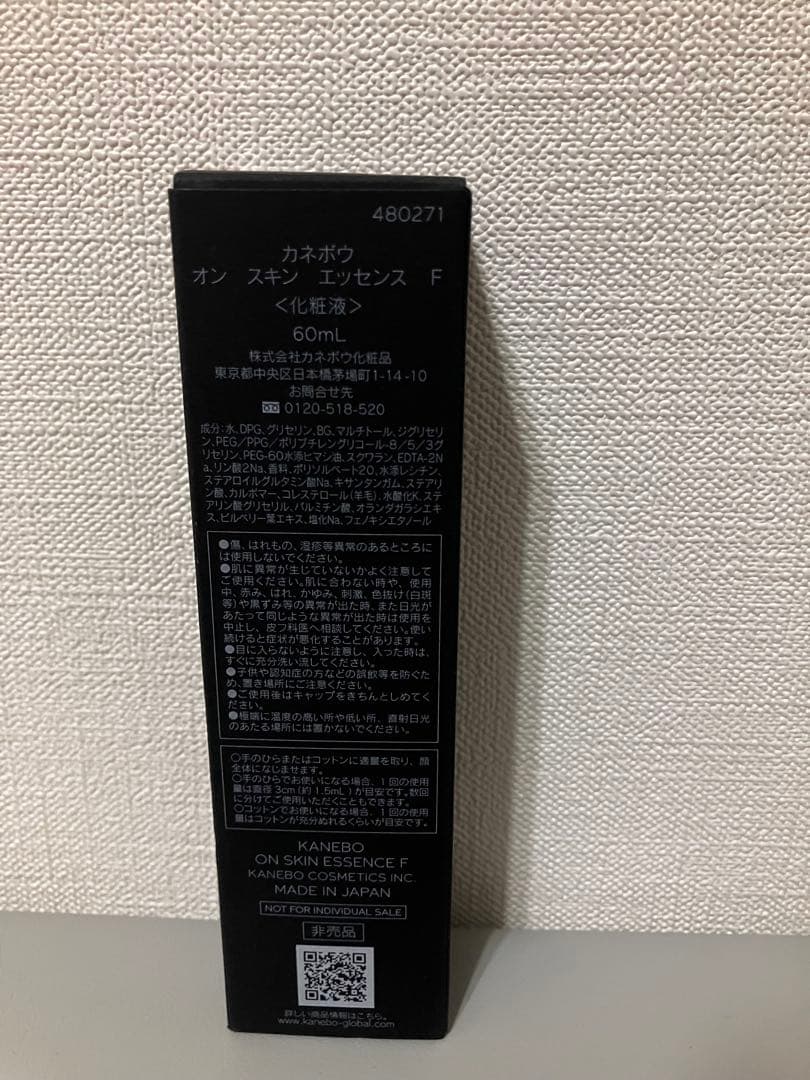 480271
カネボウ
オン スキン エッセンス F
<化粧液>
60mL
株式会社カネボウ化粧品
東京都中央区日本橋茅場町1-14-10
お問合せ先
0120-518-520
成分:水、DPG、グリセリン、BG、マルチトール、ジグリセリ
ン、PEG/PPG/ポリブチレングリコール-8/5/3グ
リセリン、PEG-60水添ヒマシ油、スクワラン、EDTA-2N
a、リン酸2Na、香料、ポリソルベート20、水添レシチン、
ステアロイルグルタミン酸Na、キサンタンガム、ステアリ
ン酸、カルボマー、コレステロール(羊毛)、水酸化K、ステ
アリン酸グリセリル、パルミチン酸、オランダガラシエキ
ス、ビルベリー葉エキス、塩化Na、フェノキシエタノール
●傷、はれもの、湿疹等異常のあるところに
は使用しないでください。
●肌に異常が生じていないかよく注意して
ご使用ください。肌に合わない時や、使用
中、赤み、はれ、かゆみ、刺激、色抜け(白斑
等)や黒ずみ等の異常が出た時、また日光が
あたって同じような異常が出た時は使用を
中止し、皮フ科医へ相談してください。使い
続けると症状が悪化することがあります。
●目に入らないように注意し、入った時は、
すぐに充分洗い流してください。
●子供や認知症の方などの誤飲等を防ぐた
め、置き場所にご注意ください。
●ご使用後はキャップをきちんとしめてく
ださい。
●極端に温度の高い所や低い所、直射日光
のあたる場所には置かないでください。
○手のひらまたはコットンに適量を取り、顔
全体になじませます。
○手のひらでお使いになる場合、1回の使用
量は直径3cm(約1.5mL)が目安です。数回
に分けてご使用いただくこともできます。
○コットンでお使いになる場合、1回の使用
量はコットンが充分ぬれるくらいが目安です。
KANEBO
ON SKIN ESSENCE F
KANEBO COSMETICS INC.
MADE IN JAPAN
NOT FOR INDIVIDUAL SALE
非売品
詳しい商品情報はこちら。
www.kanebo-global.com